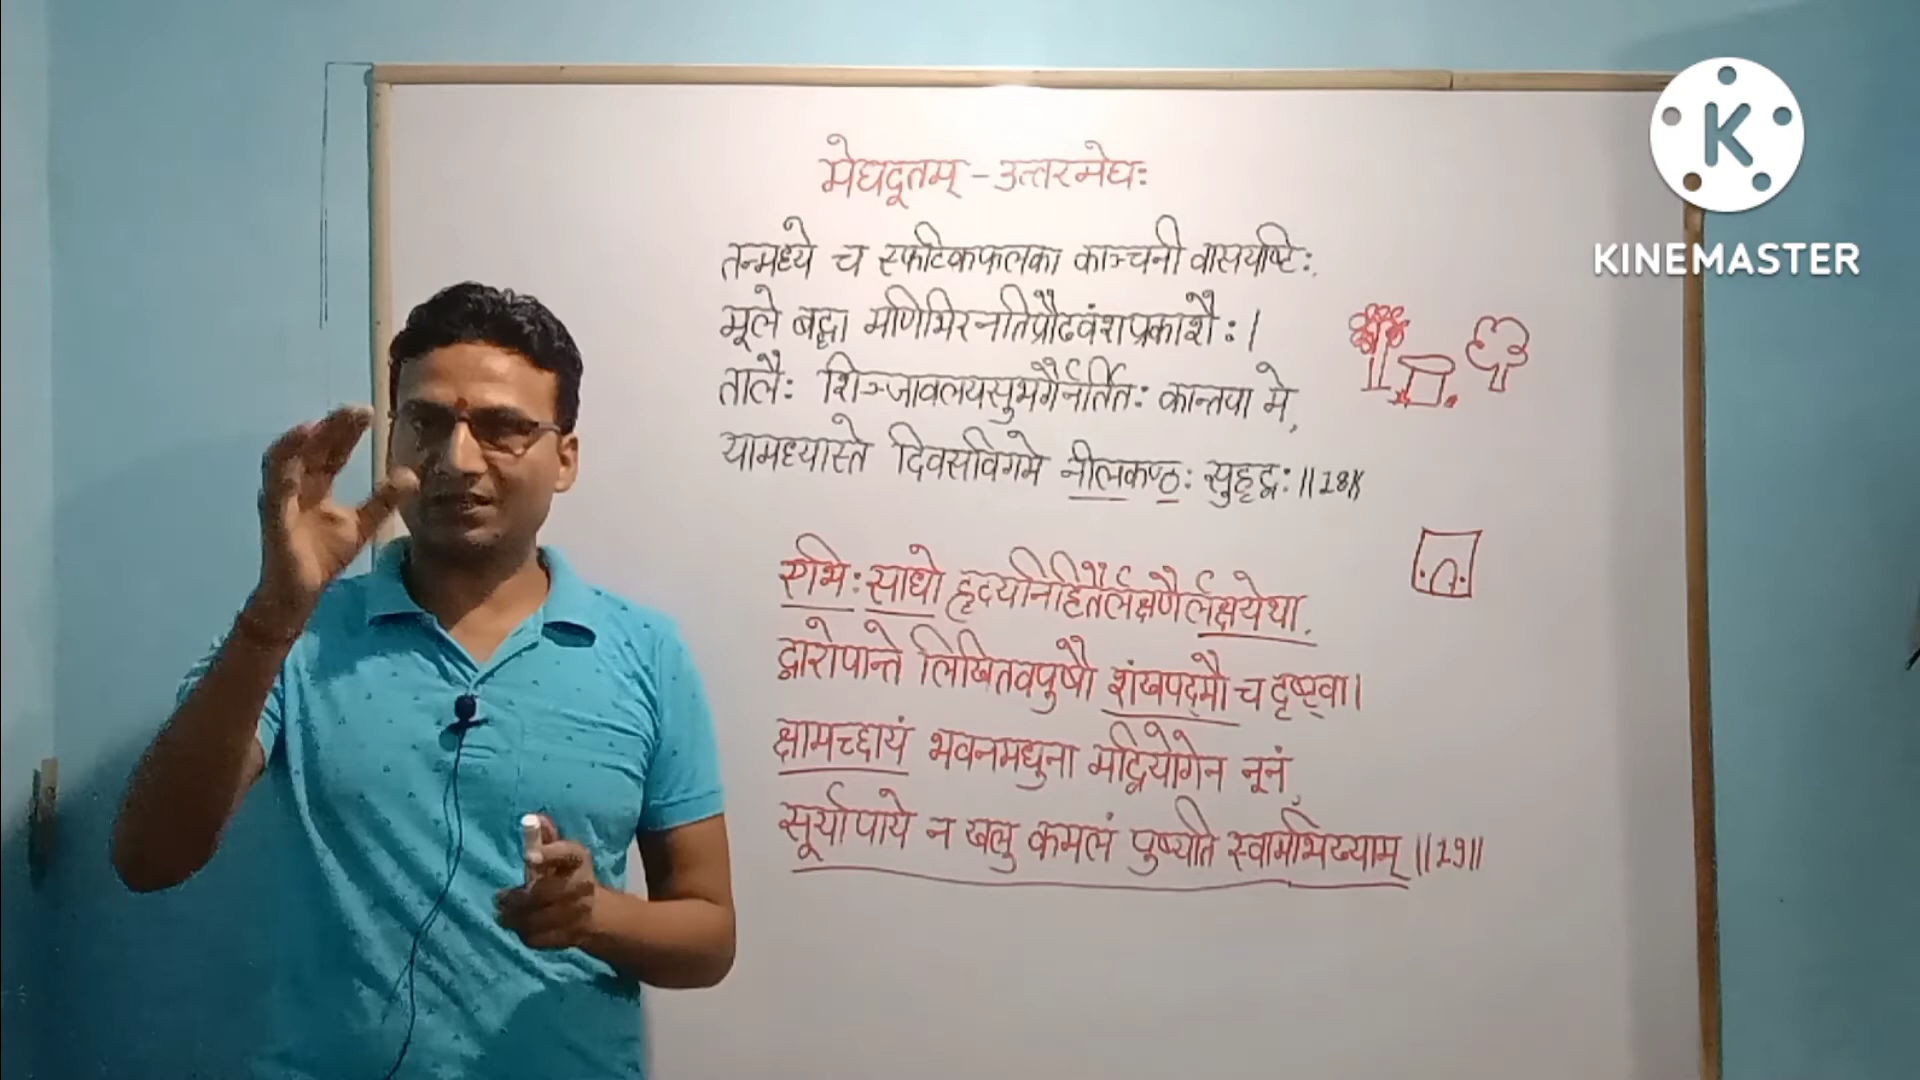 मेघदूतम् - उत्तरमेघः
तन्मध्ये च स्फटिकफलका काञ्चनी वासयष्टिः,
मूले बद्धा मणिभिरनतिप्रौढवंशप्रकाशैः।
तालैः शिञ्जावलयसुभगैर्नर्तितः कान्तया मे,
यामध्यास्ते दिवसविगमे नीलकण्ठः सुहृद्वः॥18॥
एभिः साधो हृदयनिहितैर्लक्षणैर्लक्षयेथा,
द्वारोपान्ते लिखितवपुषौ शंखपद्मौ च दृष्ट्वा।
क्षामच्छायं भवनमधुना मद्वियोगेन नूनं,
सूर्यापाये न खलु कमलं पुष्यति स्वामभिख्याम्॥19॥
K
KINEMASTER